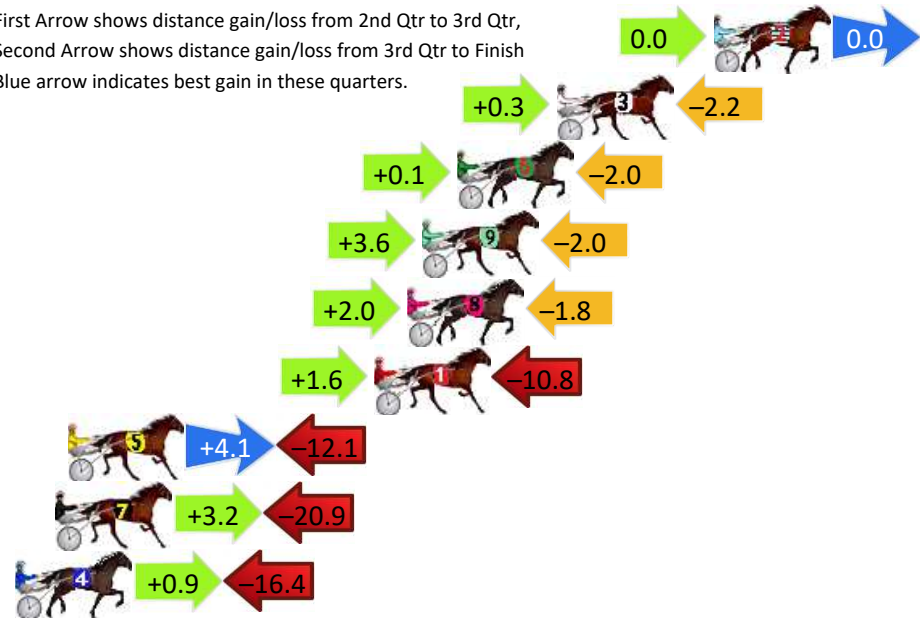 First Arrow shows distance gain/loss from 2nd Qtr to 3rd Qtr,
Second Arrow shows distance gain/loss from 3rd Qtr to Finish
Blue arrow indicates best gain in these quarters.
0.0 2 0.0
+0.3 3 –2.2
+0.1 6 –2.0
+3.6 9 –2.0
+2.0 8 –1.8
+1.6 1 –10.8
5 +4.1 –12.1
7 +3.2 –20.9
4 +0.9 –16.4